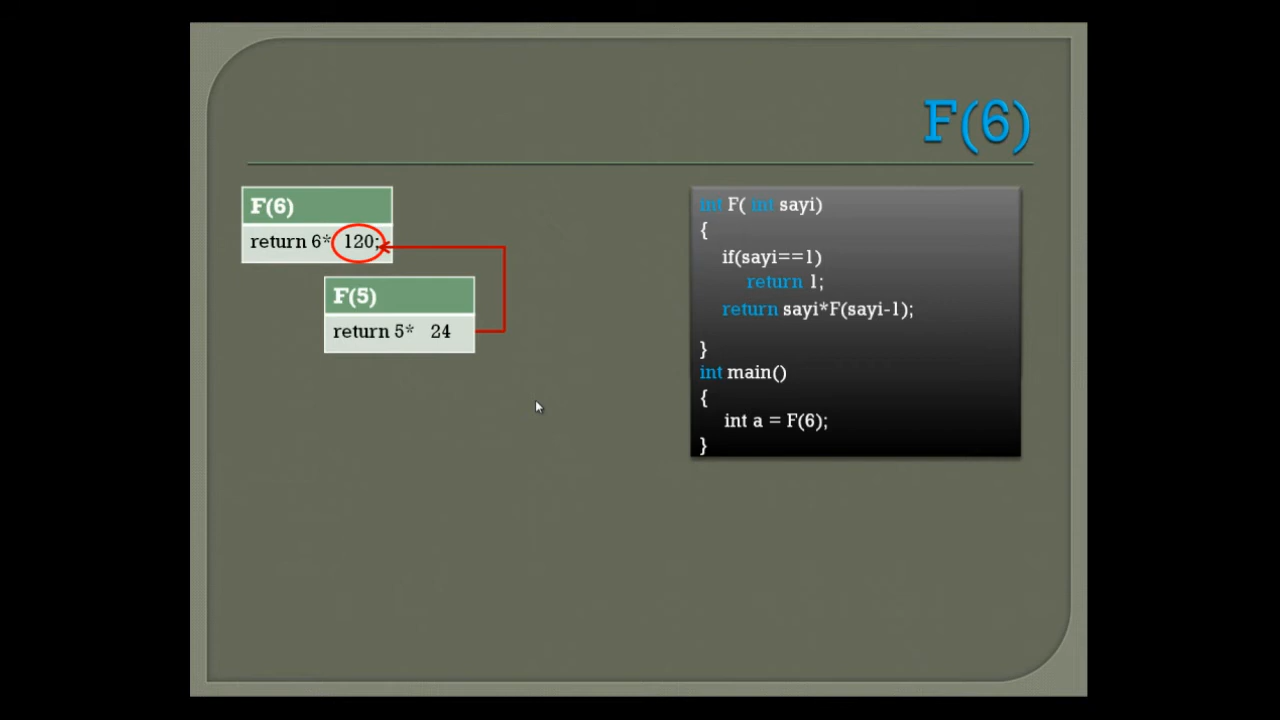 F(6)
F(6)
return 6* 120;
F(5)
return 5* 24
int F( int sayi)
{
if(sayi==1)
return 1;
return sayi*F(sayi-1);
}
int main()
{
int a = F(6);
}